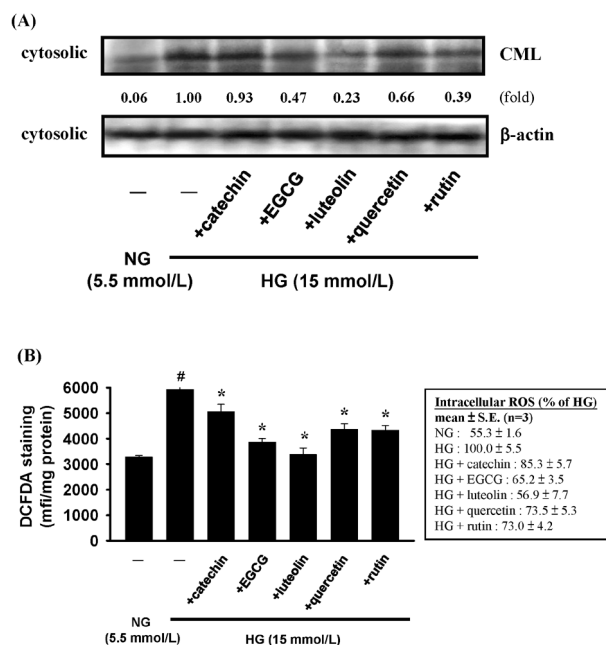 (A)
cytosolic CML
0.06 1.00 0.93 0.47 0.23 0.66 0.39 (fold)
cytosolic β-actin
— — +catechin +EGCG +luteolin +quercetin +rutin
NG
(5.5 mmol/L) HG (15 mmol/L)
(B)
#
* * * * *
DCFDA staining
(mfi/mg protein)
6000
5000
4000
3000
2000
1000
0
— — +catechin +EGCG +luteolin +quercetin +rutin
NG
(5.5 mmol/L) HG (15 mmol/L)
Intracellular ROS (% of HG)
mean ± S.E. (n=3)
NG : 55.3 ± 1.6
HG : 100.0 ± 5.5
HG + catechin : 85.3 ± 5.7
HG + EGCG : 65.2 ± 3.5
HG + luteolin : 56.9 ± 7.7
HG + quercetin : 73.5 ± 5.3
HG + rutin : 73.0 ± 4.2